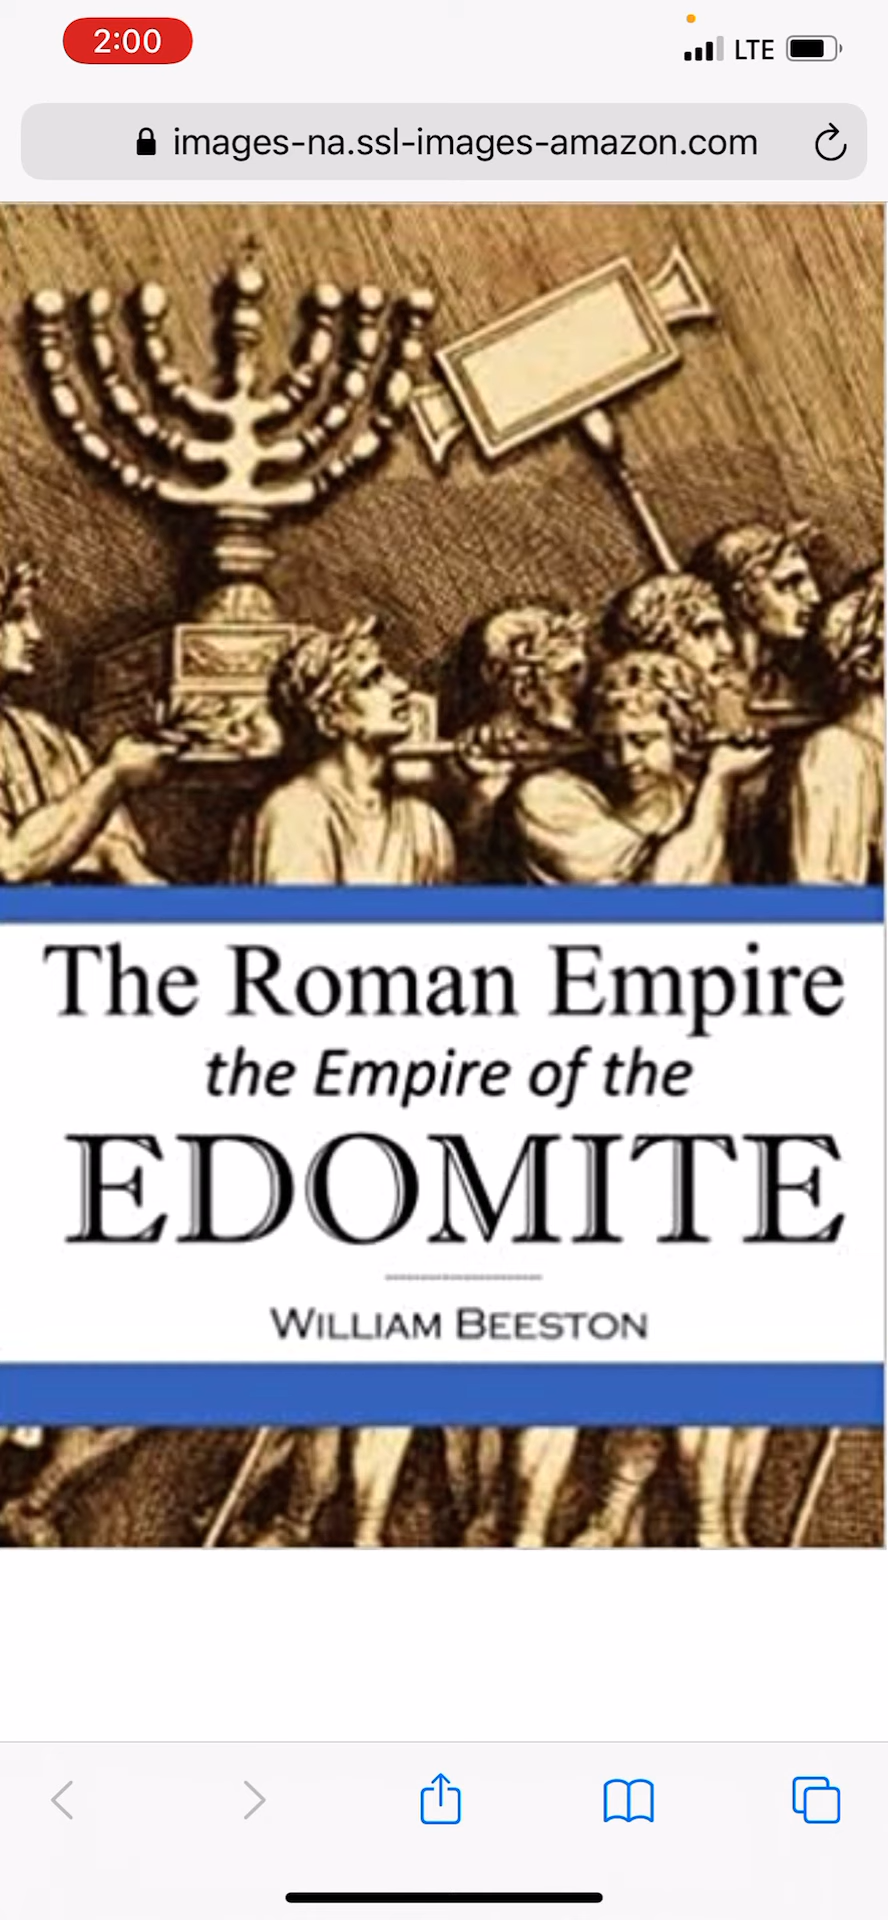 2:00
LTE
images-na.ssl-images-amazon.com
The Roman Empire
the Empire of the
EDOMITE
WILLIAM BEESTON